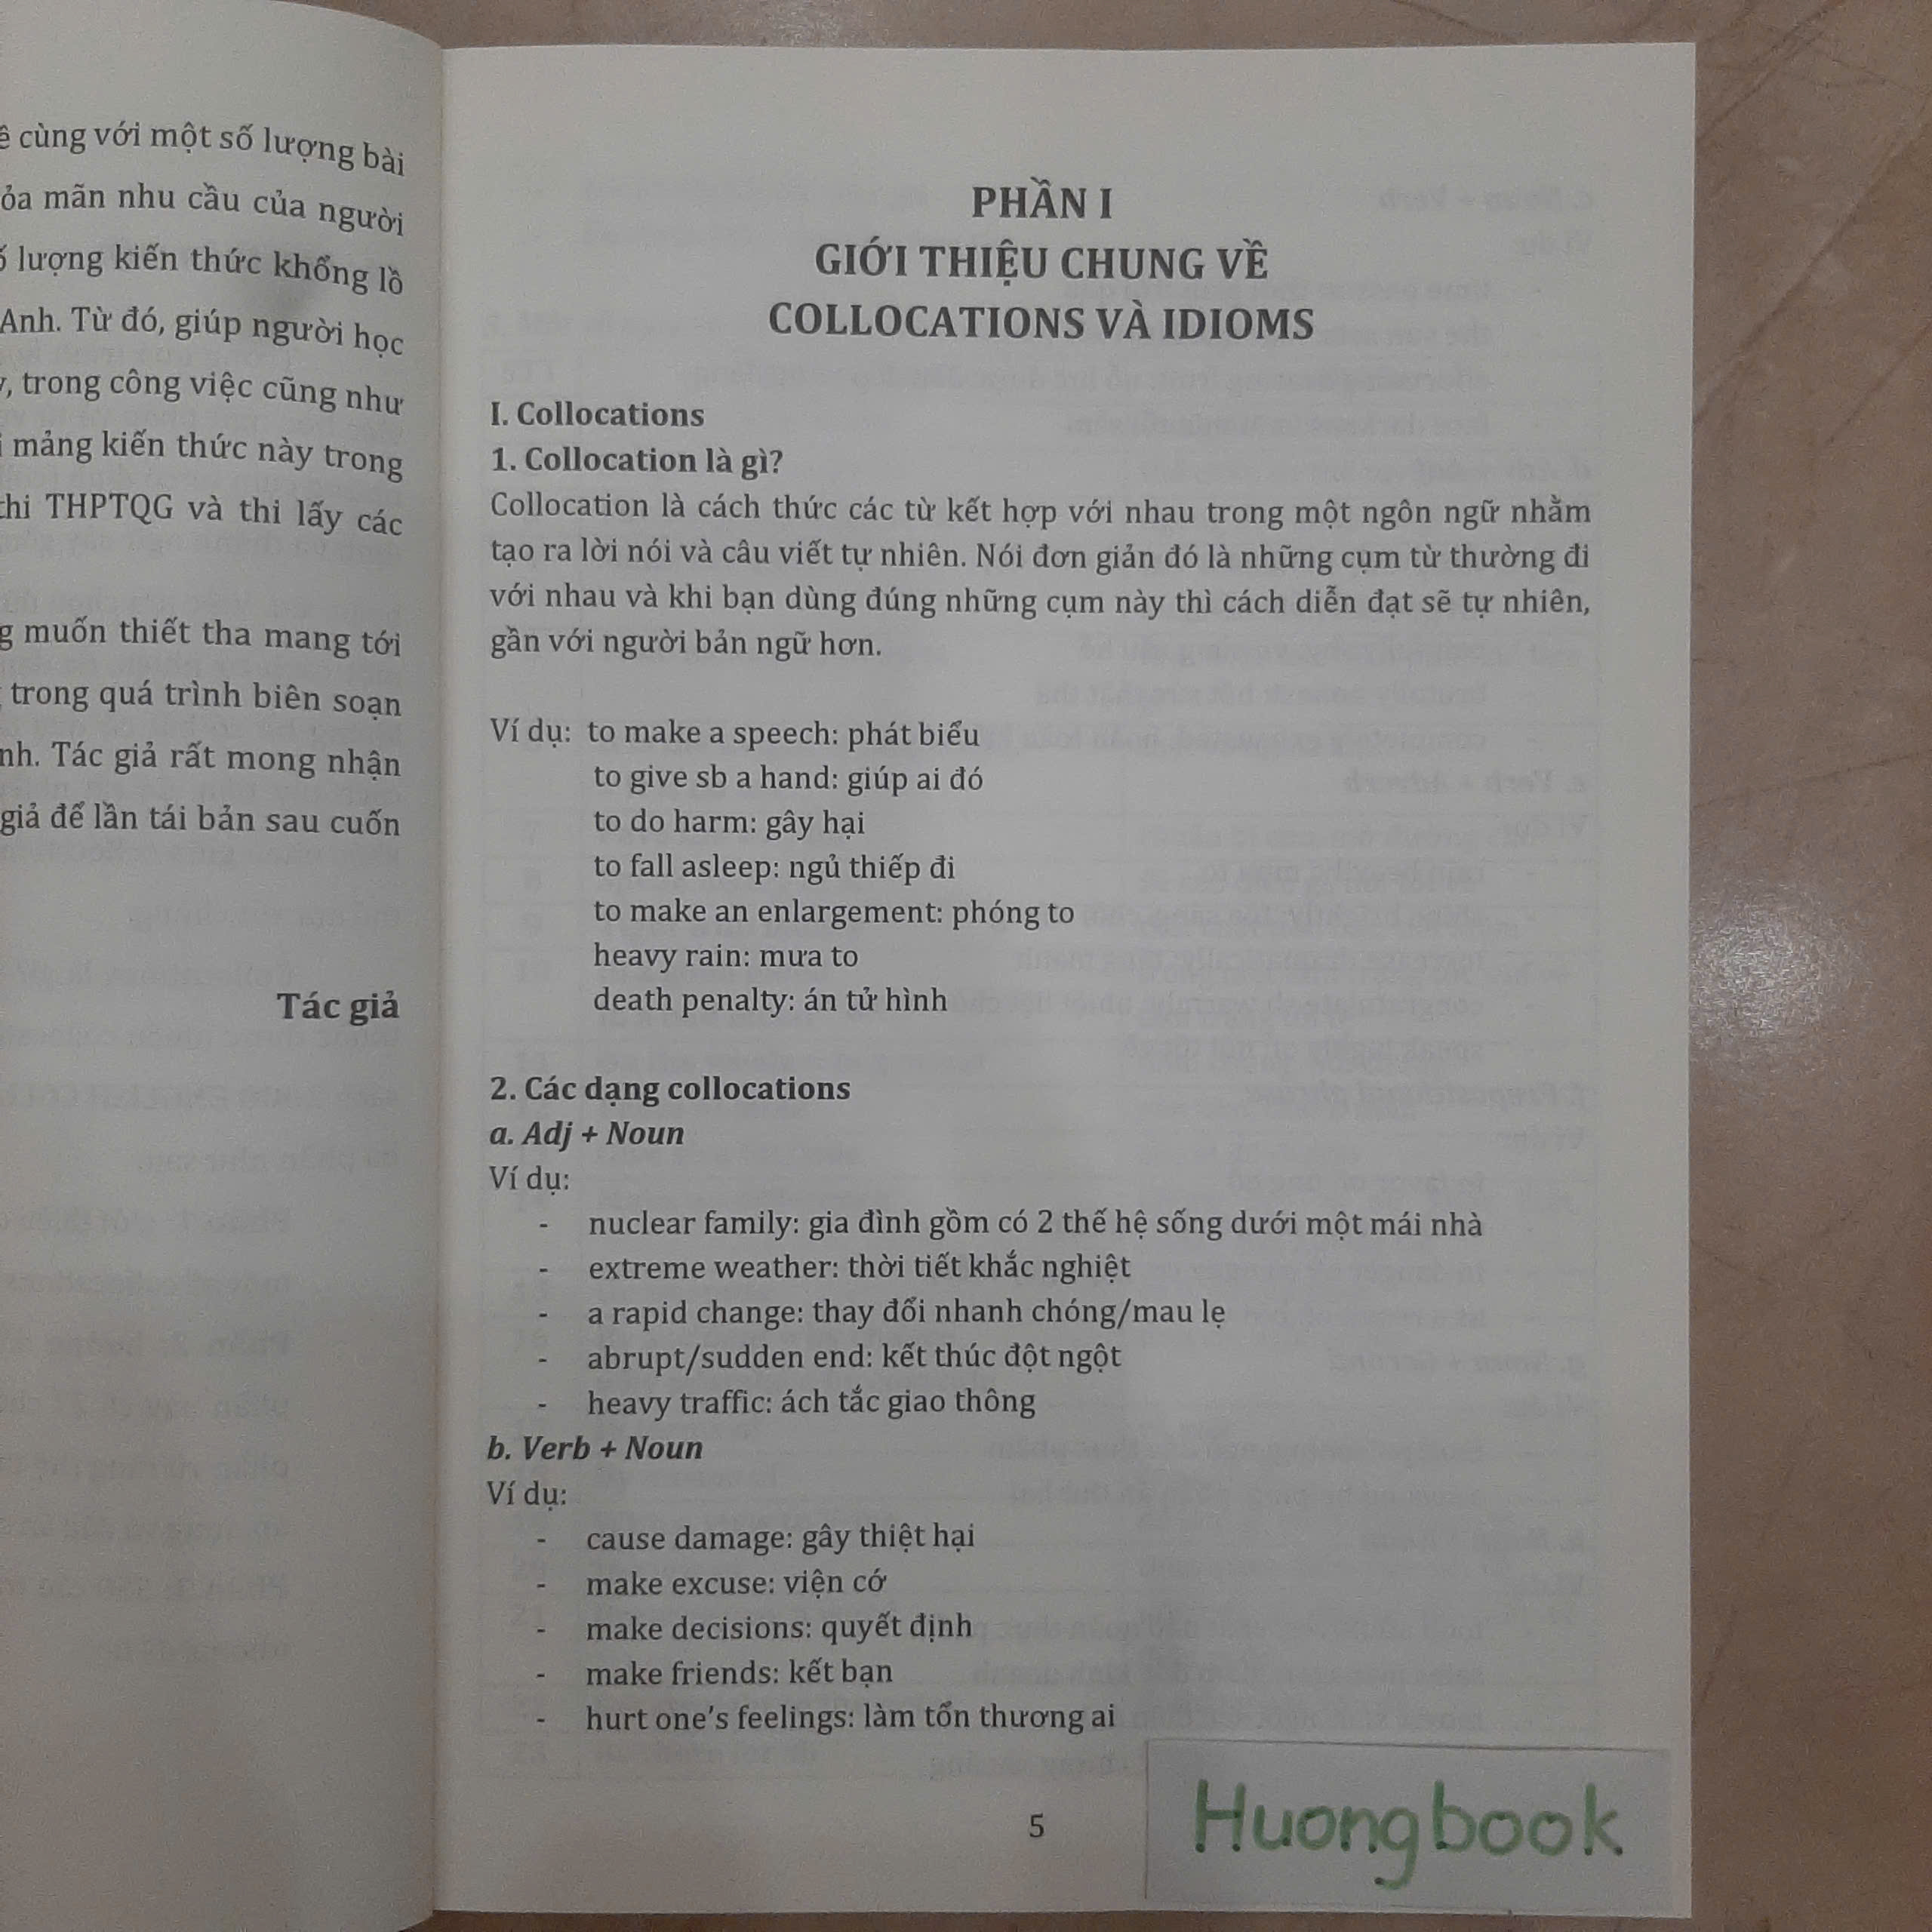 cùng với một số lượng bài
mãn nhu cầu của người
lượng kiến thức khổng lồ
Anh. Từ đó, giúp người học
, trong công việc cũng như
mảng kiến thức này trong
thi THPTQG và thi lấy các
muốn thiết tha mang tới
trong quá trình biên soạn
Tác giả rất mong nhận
giả để lần tái bản sau cuốn
Tác giả
PHẦN I
GIỚI THIỆU CHUNG VỀ
COLLOCATIONS VÀ IDIOMS
I. Collocations
1. Collocation là gì?
Collocation là cách thức các từ kết hợp với nhau trong một ngôn ngữ nhằm
tạo ra lời nói và câu viết tự nhiên. Nói đơn giản đó là những cụm từ thường đi
với nhau và khi bạn dùng đúng những cụm này thì cách diễn đạt sẽ tự nhiên,
gần với người bản ngữ hơn.
Ví dụ: to make a speech: phát biểu
to give sb a hand: giúp ai đó
to do harm: gây hại
to fall asleep: ngủ thiếp đi
to make an enlargement: phóng to
heavy rain: mưa to
death penalty: án tử hình
2. Các dạng collocations
a. Adj + Noun
Ví dụ:
- nuclear family: gia đình gồm có 2 thế hệ sống dưới một mái nhà
- extreme weather: thời tiết khắc nghiệt
- a rapid change: thay đổi nhanh chóng/mau lẹ
- abrupt/sudden end: kết thúc đột ngột
- heavy traffic: ách tắc giao thông
b. Verb + Noun
Ví dụ:
- cause damage: gây thiệt hại
- make excuse: viện cớ
- make decisions: quyết định
- make friends: kết bạn
- hurt one's feelings: làm tổn thương ai
5
Huongbook